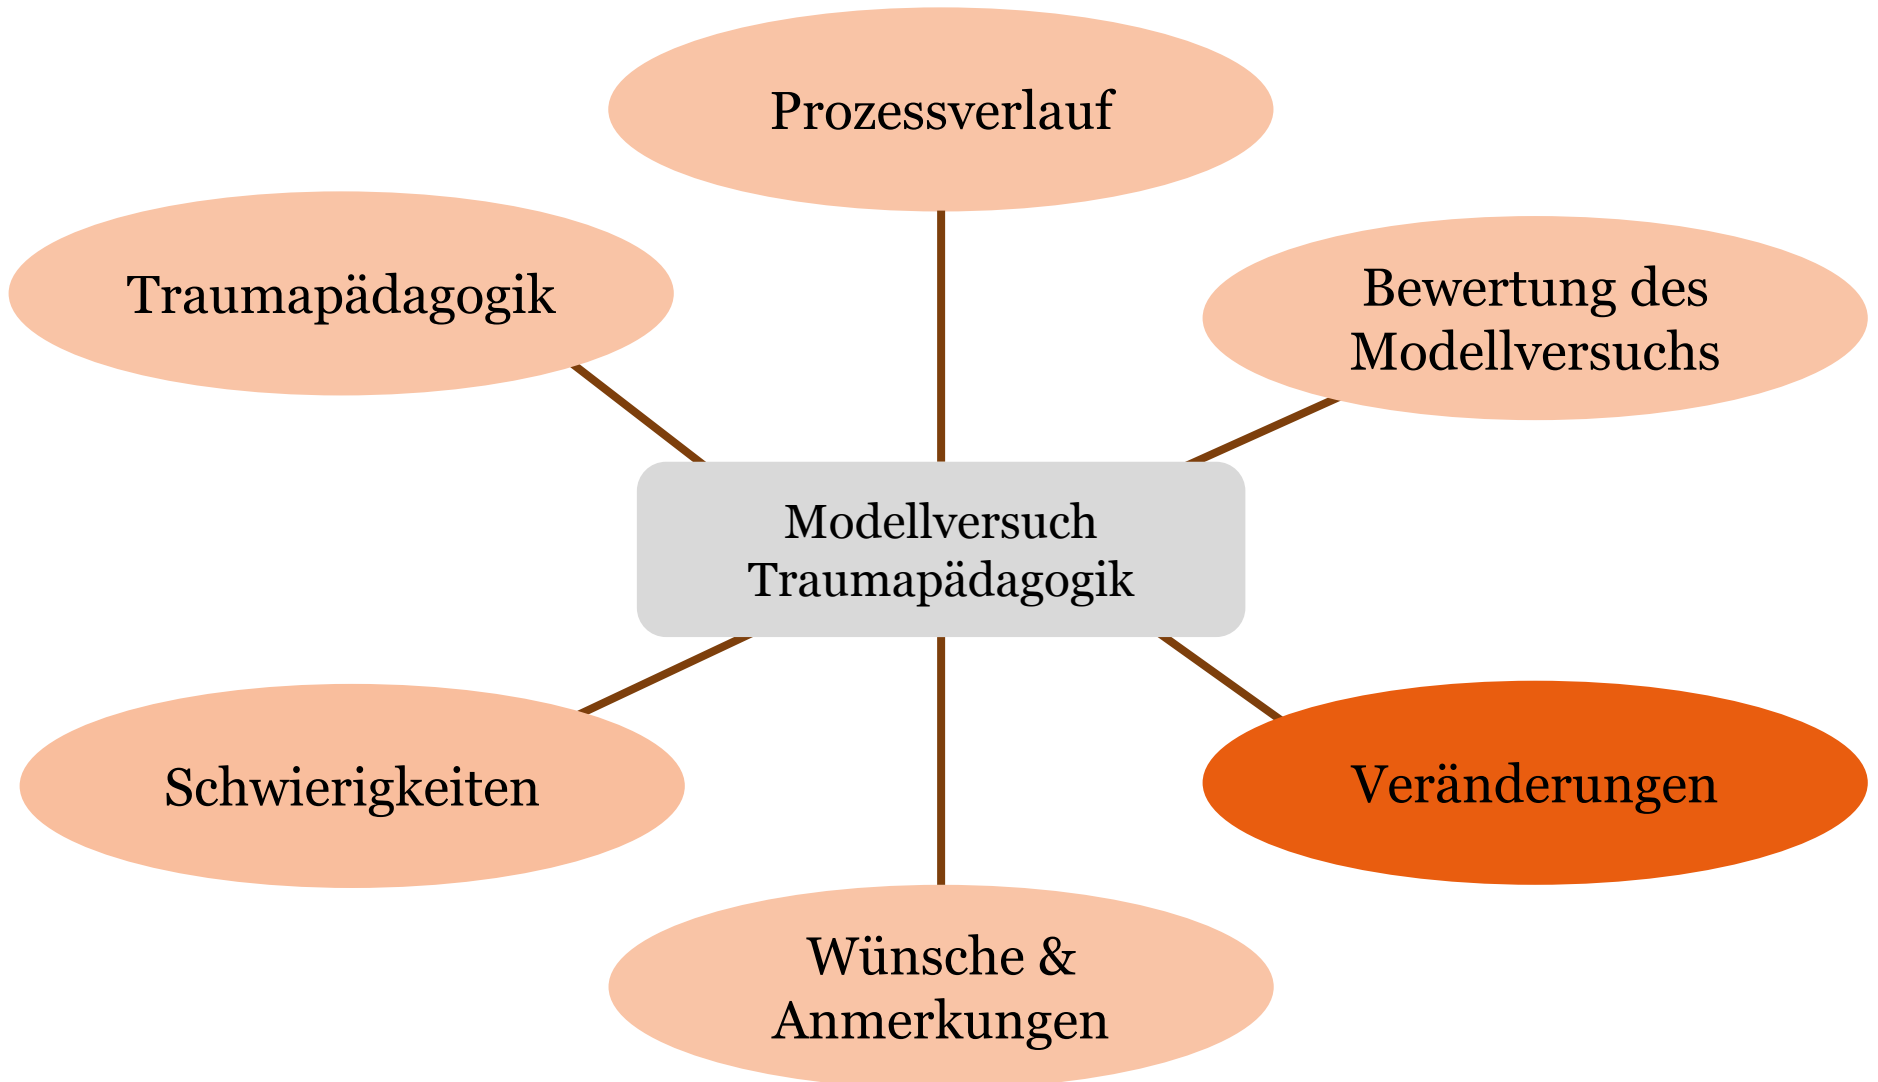 Prozessverlauf
Traumapädagogik
Bewertung des
Modellversuchs
Modellversuch
Traumapädagogik
Schwierigkeiten
Veränderungen
Wünsche &
Anmerkungen